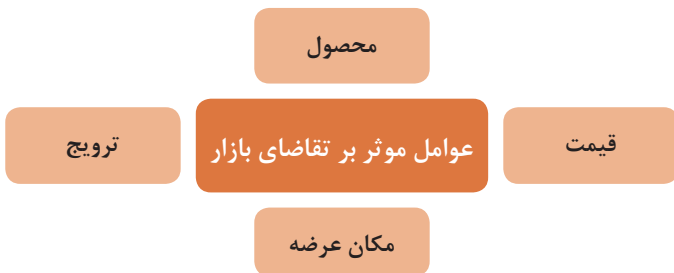 محصول
قیمت
عوامل موثر بر تقاضای بازار
ترویج
مکان عرضه